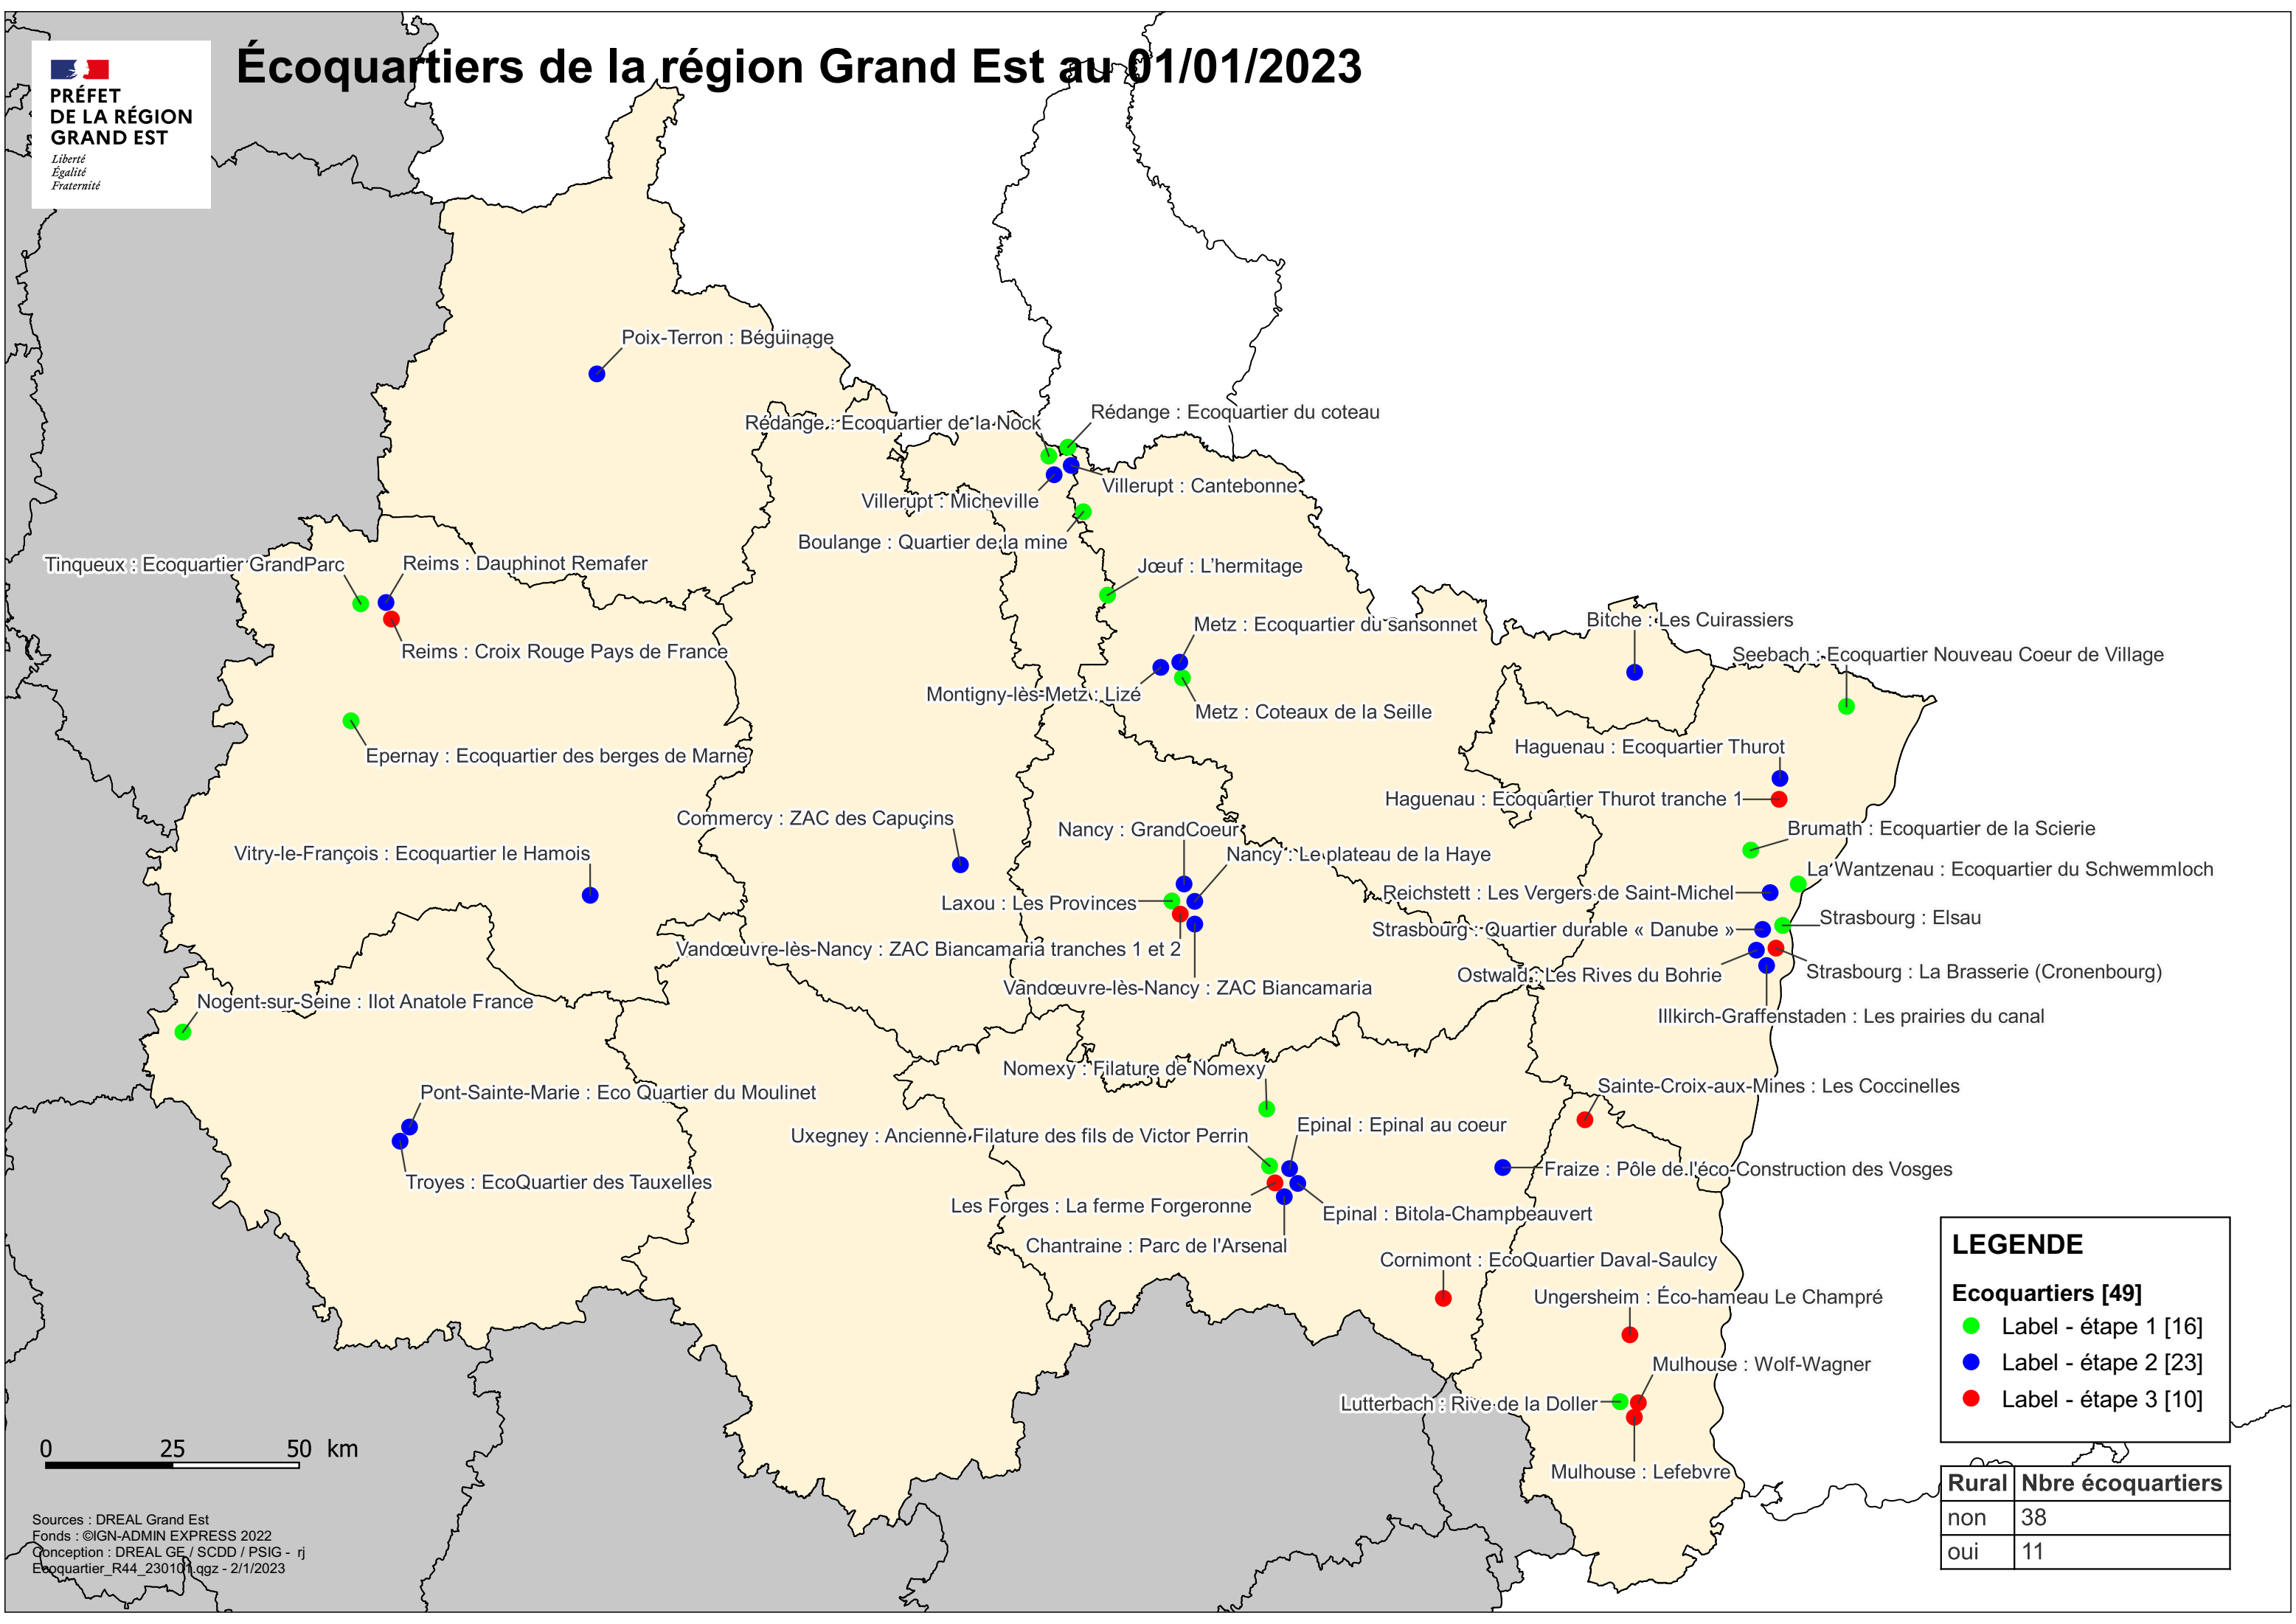 Écoquartiers de la région Grand Est au 01/01/2023
PRÉFET
DE LA RÉGION
GRAND EST
Liberté
Égalité
Fraternité
Poix-Terron : Béguinage
Rédange : Ecoquartier du coteau
Rédange : Ecoquartier de la Nock
Villerupt : Cantebonne
Villerupt : Micheville
Boulange : Quartier de la mine
Tinqueux : Ecoquartier GrandParc
Reims : Dauphinot Remafer
Jœuf : L'hermitage
Reims : Croix Rouge Pays de France
Metz : Ecoquartier du sansonnet
Bitche : Les Cuirassiers
Seebach : Ecoquartier Nouveau Coeur de Village
Montigny-lès-Metz : Lizé
Metz : Coteaux de la Seille
Epernay : Ecoquartier des berges de Marne
Haguenau : Ecoquartier Thurot
Haguenau : Ecoquartier Thurot tranche 1
Commercy : ZAC des Capuçins
Nancy : GrandCoeur
Brumath : Ecoquartier de la Scierie
Vitry-le-François : Ecoquartier le Hamois
Nancy : Le plateau de la Haye
La Wantzenau : Ecoquartier du Schwemmloch
Laxou : Les Provinces
Reichstett : Les Vergers de Saint-Michel
Strasbourg : Elsau
Strasbourg : Quartier durable « Danube »
Vandœuvre-lès-Nancy : ZAC Biancamaria tranches 1 et 2
Ostwald : Les Rives du Bohrie
Strasbourg : La Brasserie (Cronenbourg)
Vandœuvre-lès-Nancy : ZAC Biancamaria
Nogent-sur-Seine : Ilot Anatole France
Illkirch-Graffenstaden : Les prairies du canal
Nomexy : Filature de Nomexy
Sainte-Croix-aux-Mines : Les Coccinelles
Pont-Sainte-Marie : Eco Quartier du Moulinet
Uxegney : Ancienne Filature des fils de Victor Perrin
Epinal : Epinal au coeur
Fraize : Pôle de l'éco-Construction des Vosges
Troyes : EcoQuartier des Tauxelles
Les Forges : La ferme Forgeronne
Epinal : Bitola-Champbeauvert
Chantraine : Parc de l'Arsenal
Cornimont : EcoQuartier Daval-Saulcy
Ungersheim : Éco-hameau Le Champré
Mulhouse : Wolf-Wagner
Lutterbach : Rive de la Doller
Mulhouse : Lefebvre
LEGENDE
Ecoquartiers [49]
Label - étape 1 [16]
Label - étape 2 [23]
Label - étape 3 [10]
Rural Nbre écoquartiers
non 38
oui 11
0 25 50 km
Sources : DREAL Grand Est
Fonds : ©IGN-ADMIN EXPRESS 2022
Conception : DREAL GE / SCDD / PSIG - rj
Ecoquartier_R44_230101.qgz - 2/1/2023